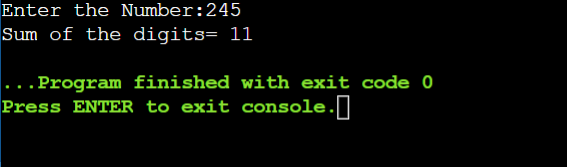 Enter the Number:245
Sum of the digits= 11
...Program finished with exit code 0
Press ENTER to exit console.